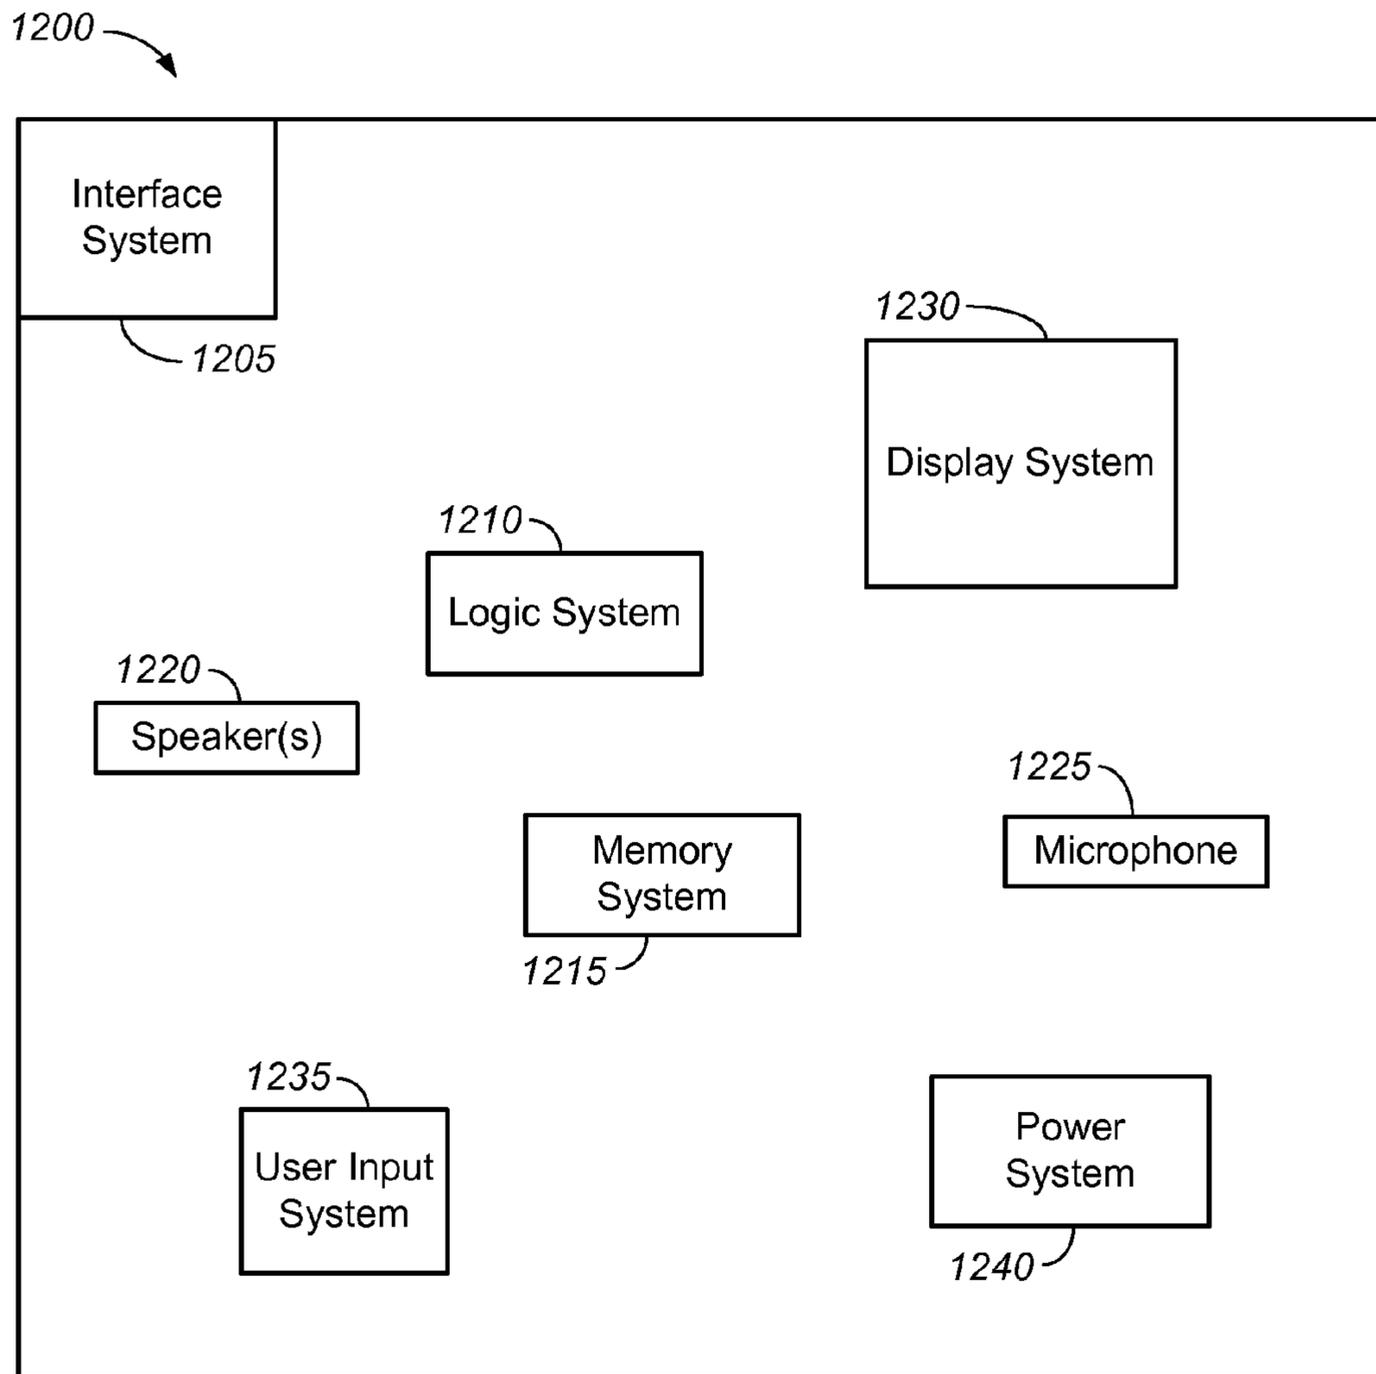 1200
Interface
System
1205
1230
Display System
1210
Logic System
1220
Speaker(s)
1225
Microphone
Memory
System
1215
1235
User Input
System
Power
System
1240